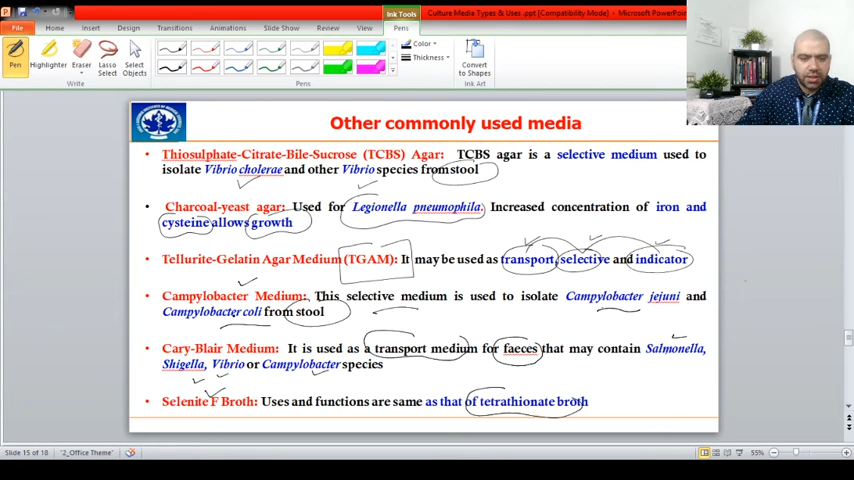 Ink Tools
Culture Media Types & Uses .ppt [Compatibility Mode] - Microsoft PowerPoint
File Home Insert Design Transitions Animations Slide Show Review View Add-Ins Pens
Pen Highlighter Eraser Lasso Select Select Objects
Color
Thickness
Convert to Shapes
Write Pens Ink Art
Other commonly used media
• Thiosulphate-Citrate-Bile-Sucrose (TCBS) Agar: TCBS agar is a selective medium used to
isolate Vibrio cholerae and other Vibrio species from stool
• Charcoal-yeast agar: Used for Legionella pneumophila. Increased concentration of iron and
cysteine allows growth
• Tellurite-Gelatin Agar Medium (TGAM): It may be used as transport, selective and indicator
• Campylobacter Medium: This selective medium is used to isolate Campylobacter jejuni and
Campylobacter coli from stool
• Cary-Blair Medium: It is used as a transport medium for faeces that may contain Salmonella,
Shigella, Vibrio or Campylobacter species
• Selenite F Broth: Uses and functions are same as that of tetrathionate broth
Slide 15 of 18 "2_Office Theme" 55%